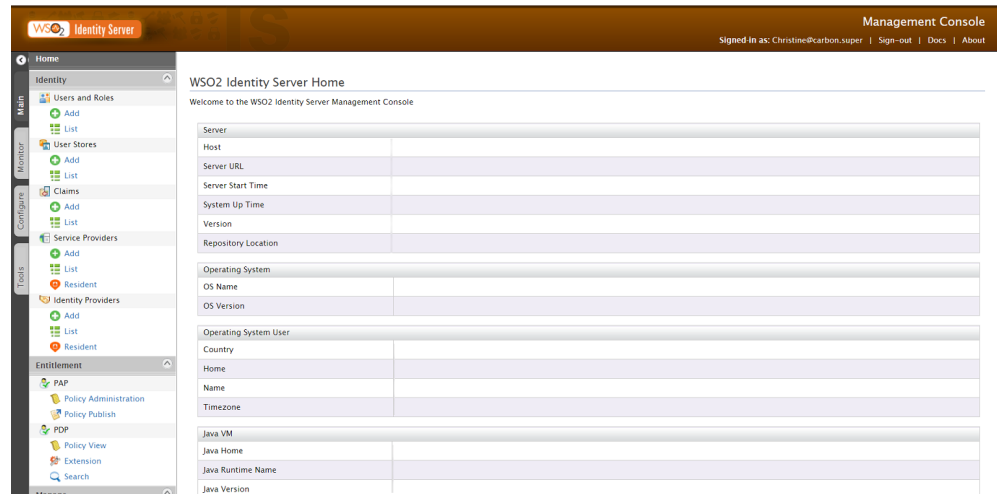 WSO2 Identity Server
Management Console
Signed-in as: Christine@carbon.super | Sign-out | Docs | About
Home
Main
Monitor
Configure
Tools
Identity
Users and Roles
Add
List
User Stores
Add
List
Claims
Add
List
Service Providers
Add
List
Resident
Identity Providers
Add
List
Resident
Entitlement
PAP
Policy Administration
Policy Publish
PDP
Policy View
Extension
Search
Manage
WSO2 Identity Server Home
Welcome to the WSO2 Identity Server Management Console
Server
Host
Server URL
Server Start Time
System Up Time
Version
Repository Location
Operating System
OS Name
OS Version
Operating System User
Country
Home
Name
Timezone
Java VM
Java Home
Java Runtime Name
Java Version